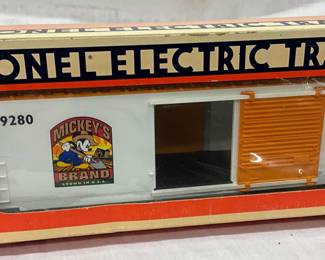 ONEL ELECTRIC TRA
9280
MICKEY'S
BRAND